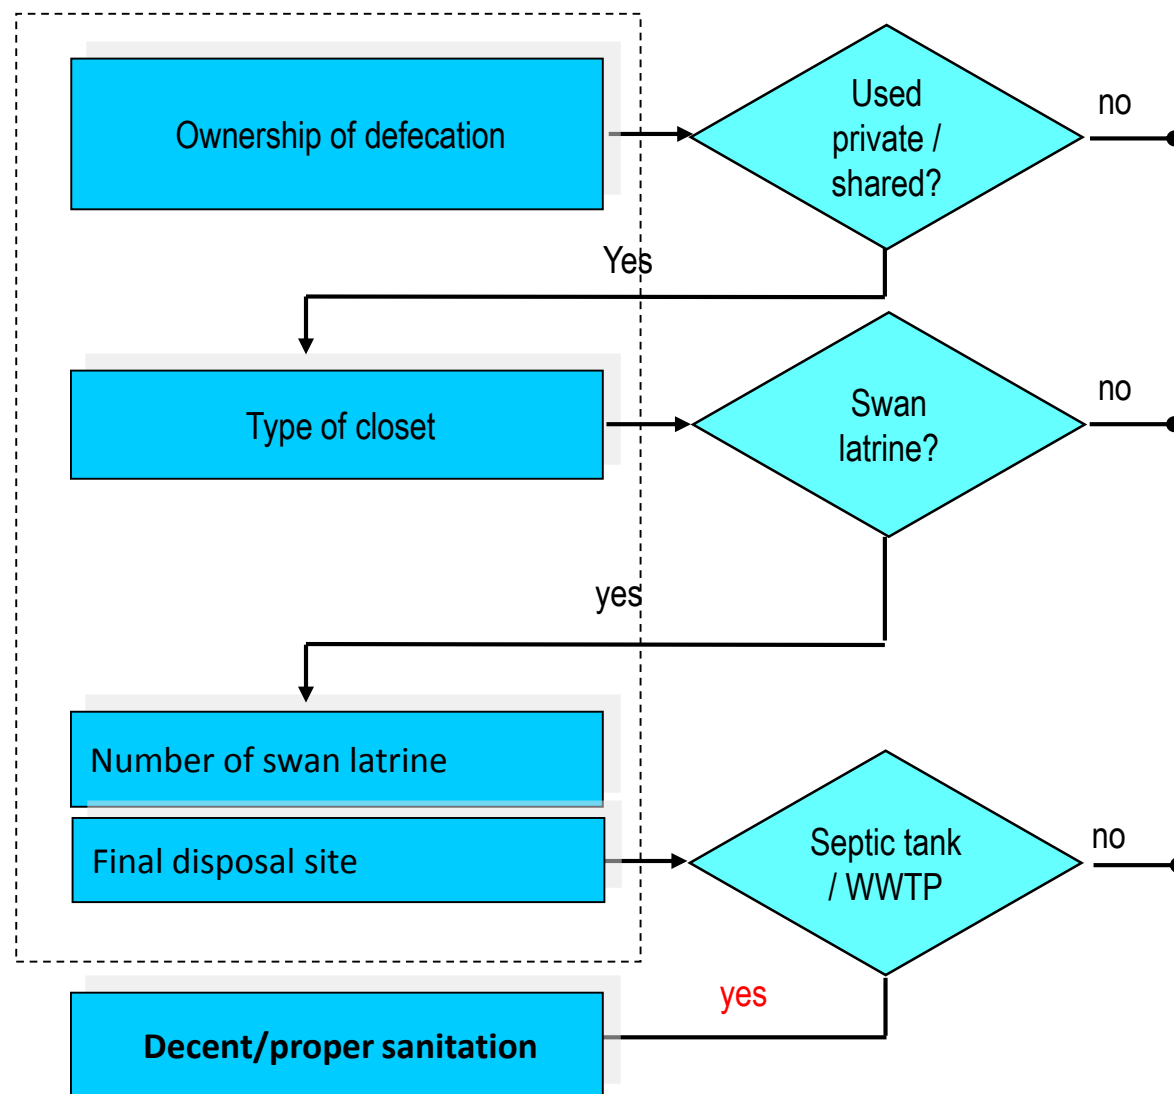 Ownership of defecation
Used
private /
shared?
no
Yes
Type of closet
Swan
latrine?
no
yes
Number of swan latrine
Final disposal site
Septic tank
/ WWTP
no
yes
Decent/proper sanitation